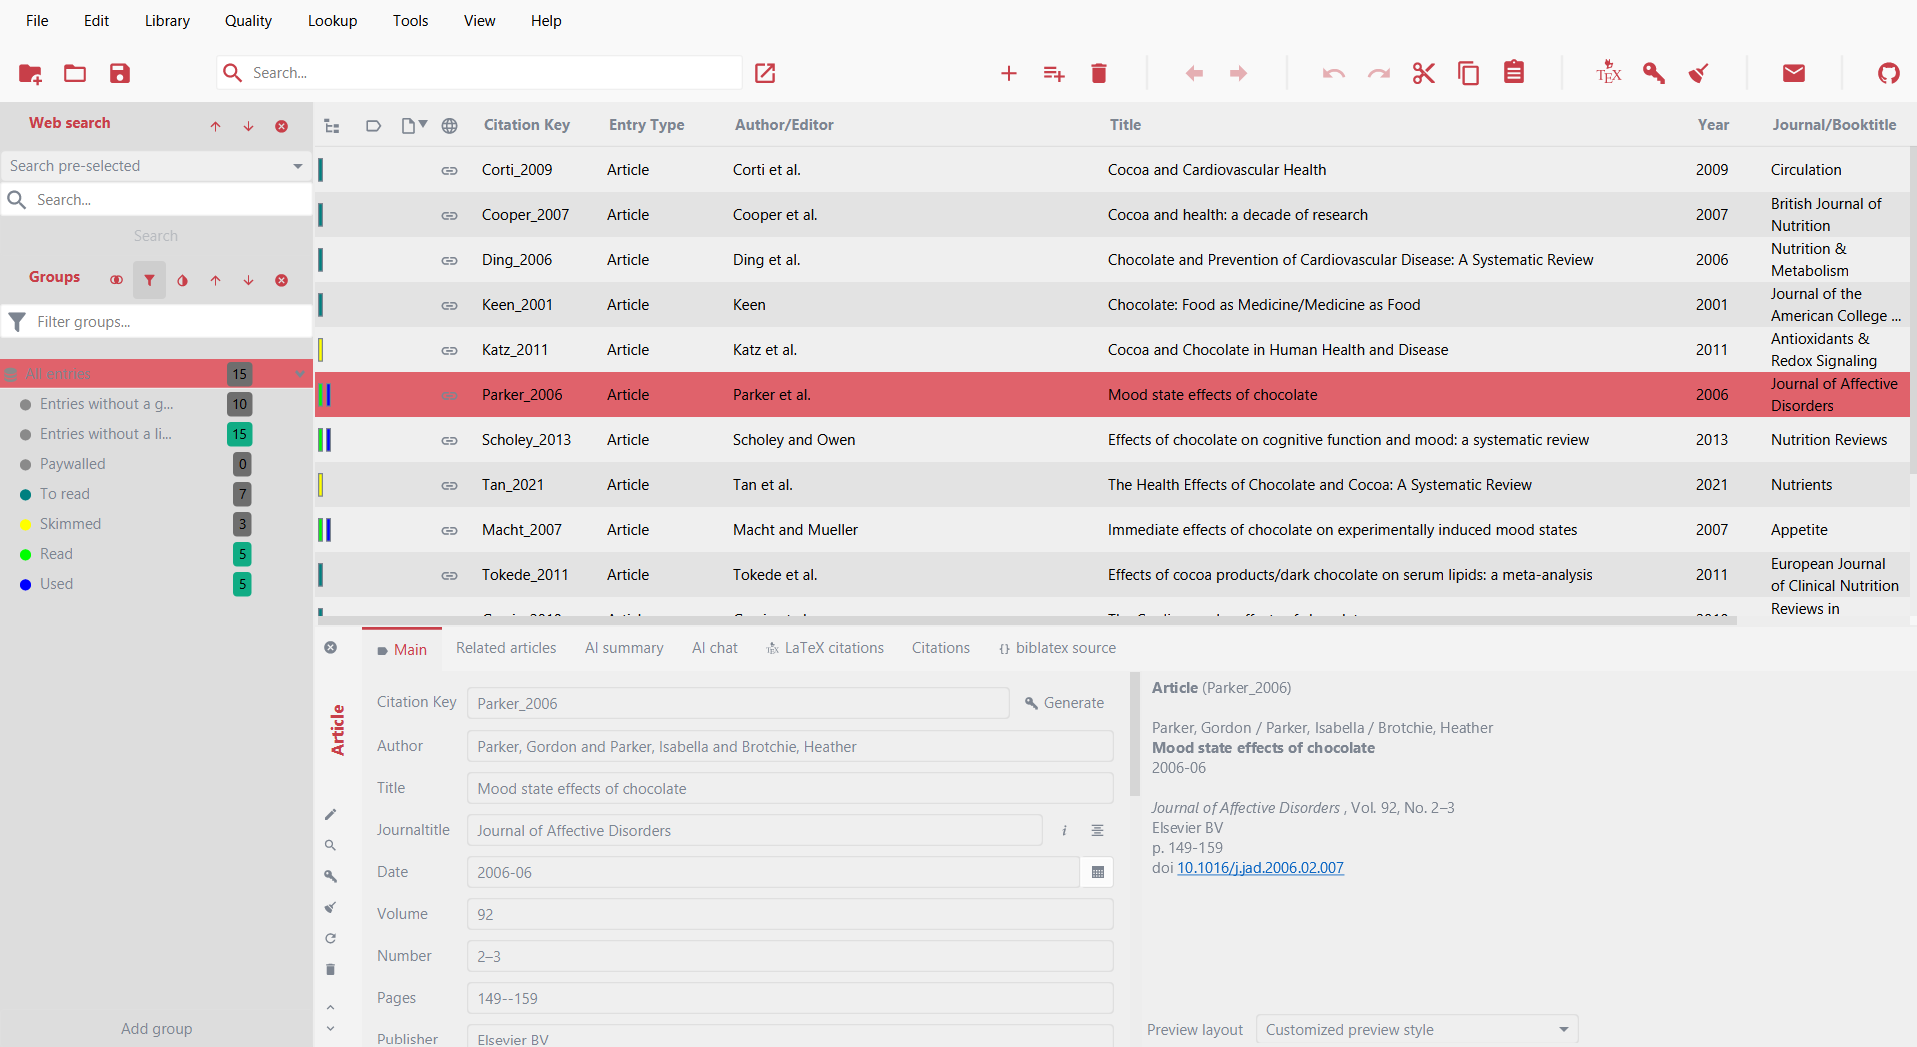 File Edit Library Quality Lookup Tools View Help
Search...
TEX
Web search
Search pre-selected
Search...
Search
Groups
Filter groups...
All entries 15
Entries without a g... 10
Entries without a li... 15
Paywalled 0
To read 7
Skimmed 3
Read 5
Used 5
Add group
Citation Key Entry Type Author/Editor Title Year Journal/Booktitle
Corti_2009 Article Corti et al. Cocoa and Cardiovascular Health 2009 Circulation
Cooper_2007 Article Cooper et al. Cocoa and health: a decade of research 2007 British Journal of
Nutrition
Ding_2006 Article Ding et al. Chocolate and Prevention of Cardiovascular Disease: A Systematic Review 2006 Nutrition &
Metabolism
Keen_2001 Article Keen Chocolate: Food as Medicine/Medicine as Food 2001 Journal of the
American College ...
Katz_2011 Article Katz et al. Cocoa and Chocolate in Human Health and Disease 2011 Antioxidants &
Redox Signaling
Parker_2006 Article Parker et al. Mood state effects of chocolate 2006 Journal of Affective
Disorders
Scholey_2013 Article Scholey and Owen Effects of chocolate on cognitive function and mood: a systematic review 2013 Nutrition Reviews
Tan_2021 Article Tan et al. The Health Effects of Chocolate and Cocoa: A Systematic Review 2021 Nutrients
Macht_2007 Article Macht and Mueller Immediate effects of chocolate on experimentally induced mood states 2007 Appetite
Tokede_2011 Article Tokede et al. Effects of cocoa products/dark chocolate on serum lipids: a meta-analysis 2011 European Journal
of Clinical Nutrition
Reviews in
Main Related articles AI summary AI chat TEX LaTeX citations Citations {} biblatex source
Article
Citation Key Parker_2006 Generate
Author Parker, Gordon and Parker, Isabella and Brotchie, Heather
Title Mood state effects of chocolate
Journaltitle Journal of Affective Disorders i
Date 2006-06
Volume 92
Number 2–3
Pages 149--159
Publisher Elsevier BV
Article (Parker_2006)
Parker, Gordon / Parker, Isabella / Brotchie, Heather
Mood state effects of chocolate
2006-06
Journal of Affective Disorders , Vol. 92, No. 2–3
Elsevier BV
p. 149-159
doi 10.1016/j.jad.2006.02.007
Preview layout Customized preview style